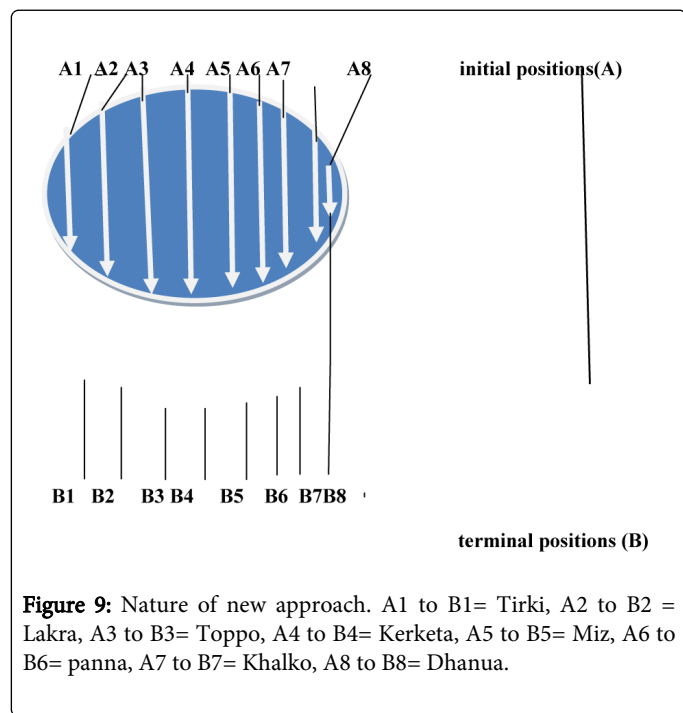 A1 A2 A3 A4 A5 A6 A7 A8 initial positions(A)
B1 B2 B3 B4 B5 B6 B7B8
terminal positions (B)
Figure 9: Nature of new approach. A1 to B1= Tirki, A2 to B2 =
Lakra, A3 to B3= Toppo, A4 to B4= Kerketa, A5 to B5= Miz, A6 to
B6= panna, A7 to B7= Khalko, A8 to B8= Dhanua.